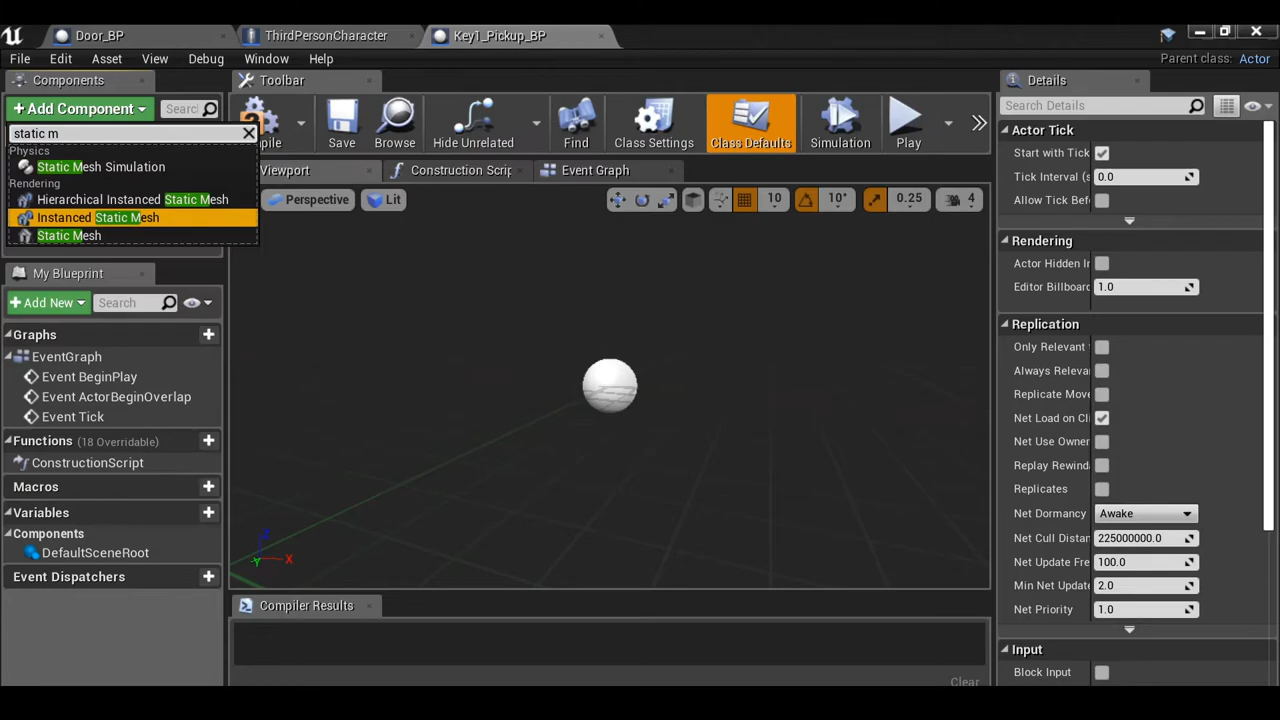 Door_BP
ThirdPersonCharacter
Key1_Pickup_BP
File Edit Asset View Window Debug Help
Parent class: Actor
Components
Toolbar
Details
+Add Component
Search
Search Details
static m
Physics
Static Mesh Simulation
Rendering
Hierarchical Instanced Static Mesh
Instanced Static Mesh
Static Mesh
Save
Browse
Hide Unrelated
Find
Class Settings
Class Defaults
Simulation
Play
Viewport
Construction Scrip
Event Graph
Perspective
Lit
10
10°
0.25
4
My Blueprint
+Add New
Search
Graphs
EventGraph
Event BeginPlay
Event ActorBeginOverlap
Event Tick
Functions (18 Overridable)
ConstructionScript
Macros
Variables
Components
DefaultSceneRoot
Event Dispatchers
Z
X
Y
Compiler Results
Clear
Actor Tick
Start with Tick
Tick Interval (s 0.0
Allow Tick Bef
Rendering
Actor Hidden In
Editor Billboard 1.0
Replication
Only Relevant
Always Relevan
Replicate Move
Net Load on Cli
Net Use Owner
Replay Rewind
Replicates
Net Dormancy Awake
Net Cull Distan 225000000.0
Net Update Fre 100.0
Min Net Update 2.0
Net Priority 1.0
Input
Block Input